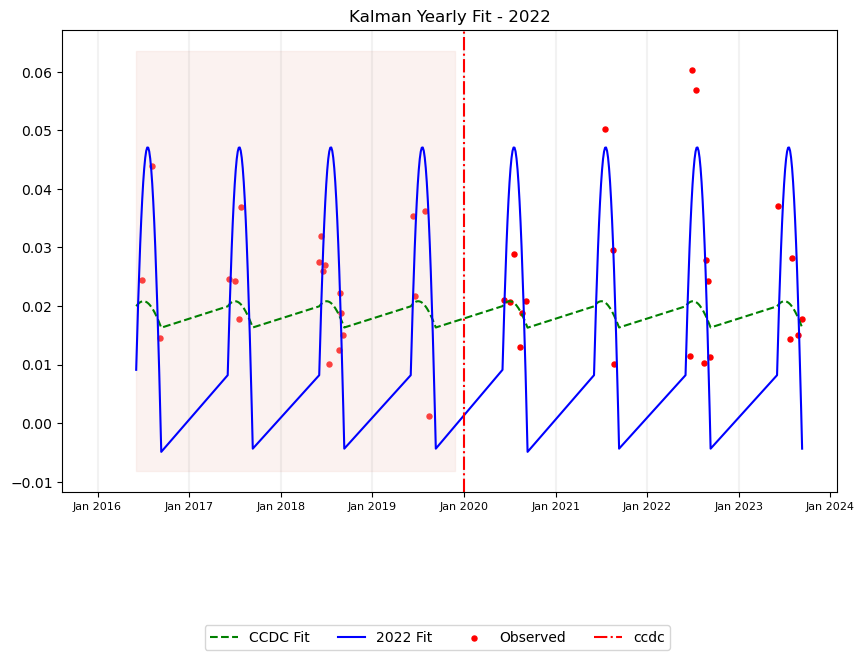 Kalman Yearly Fit - 2022
0.06
0.05
0.04
0.03
0.02
0.01
0.00
−0.01
Jan 2016 Jan 2017 Jan 2018 Jan 2019 Jan 2020 Jan 2021 Jan 2022 Jan 2023 Jan 2024
CCDC Fit 2022 Fit Observed ccdc